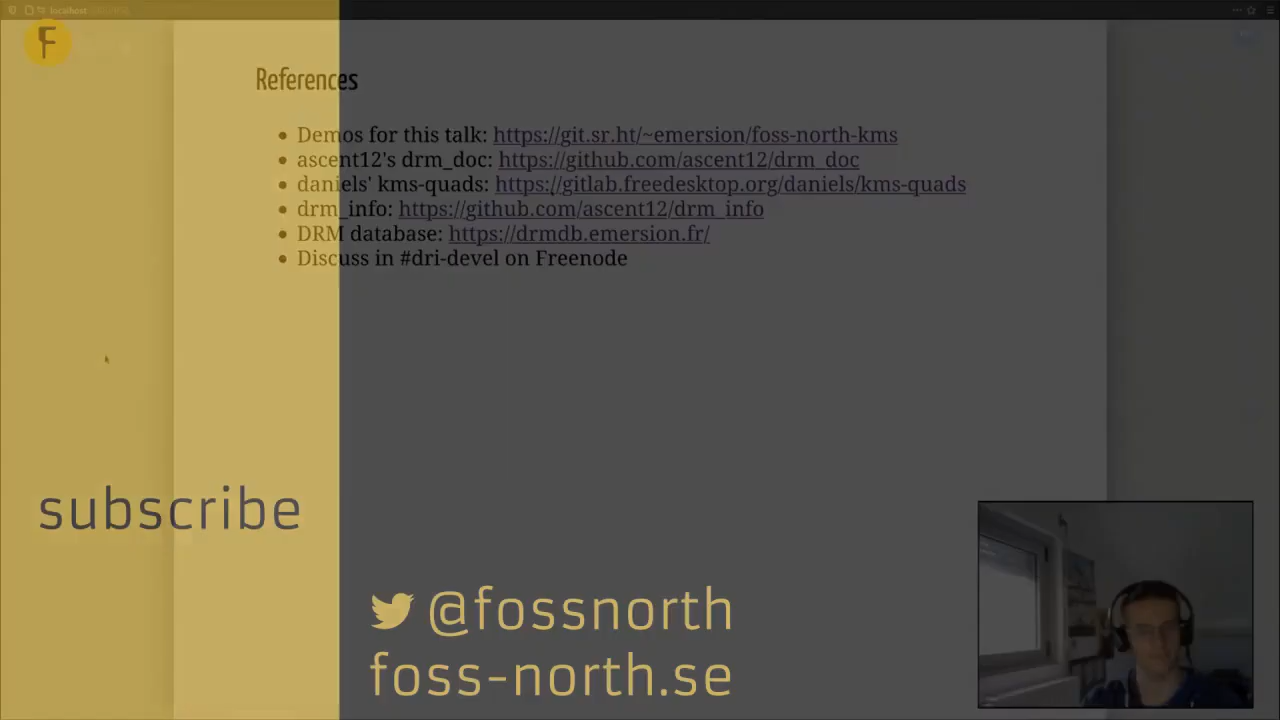 localhost
F
References
Demos for this talk: https://git.sr.ht/~emersion/foss-north-kms
ascent12's drm_doc: https://github.com/ascent12/drm_doc
daniels' kms-quads: https://gitlab.freedesktop.org/daniels/kms-quads
drm_info: https://github.com/ascent12/drm_info
DRM database: https://drmdb.emersion.fr/
Discuss in #dri-devel on Freenode
subscribe
@fossnorth
foss-north.se